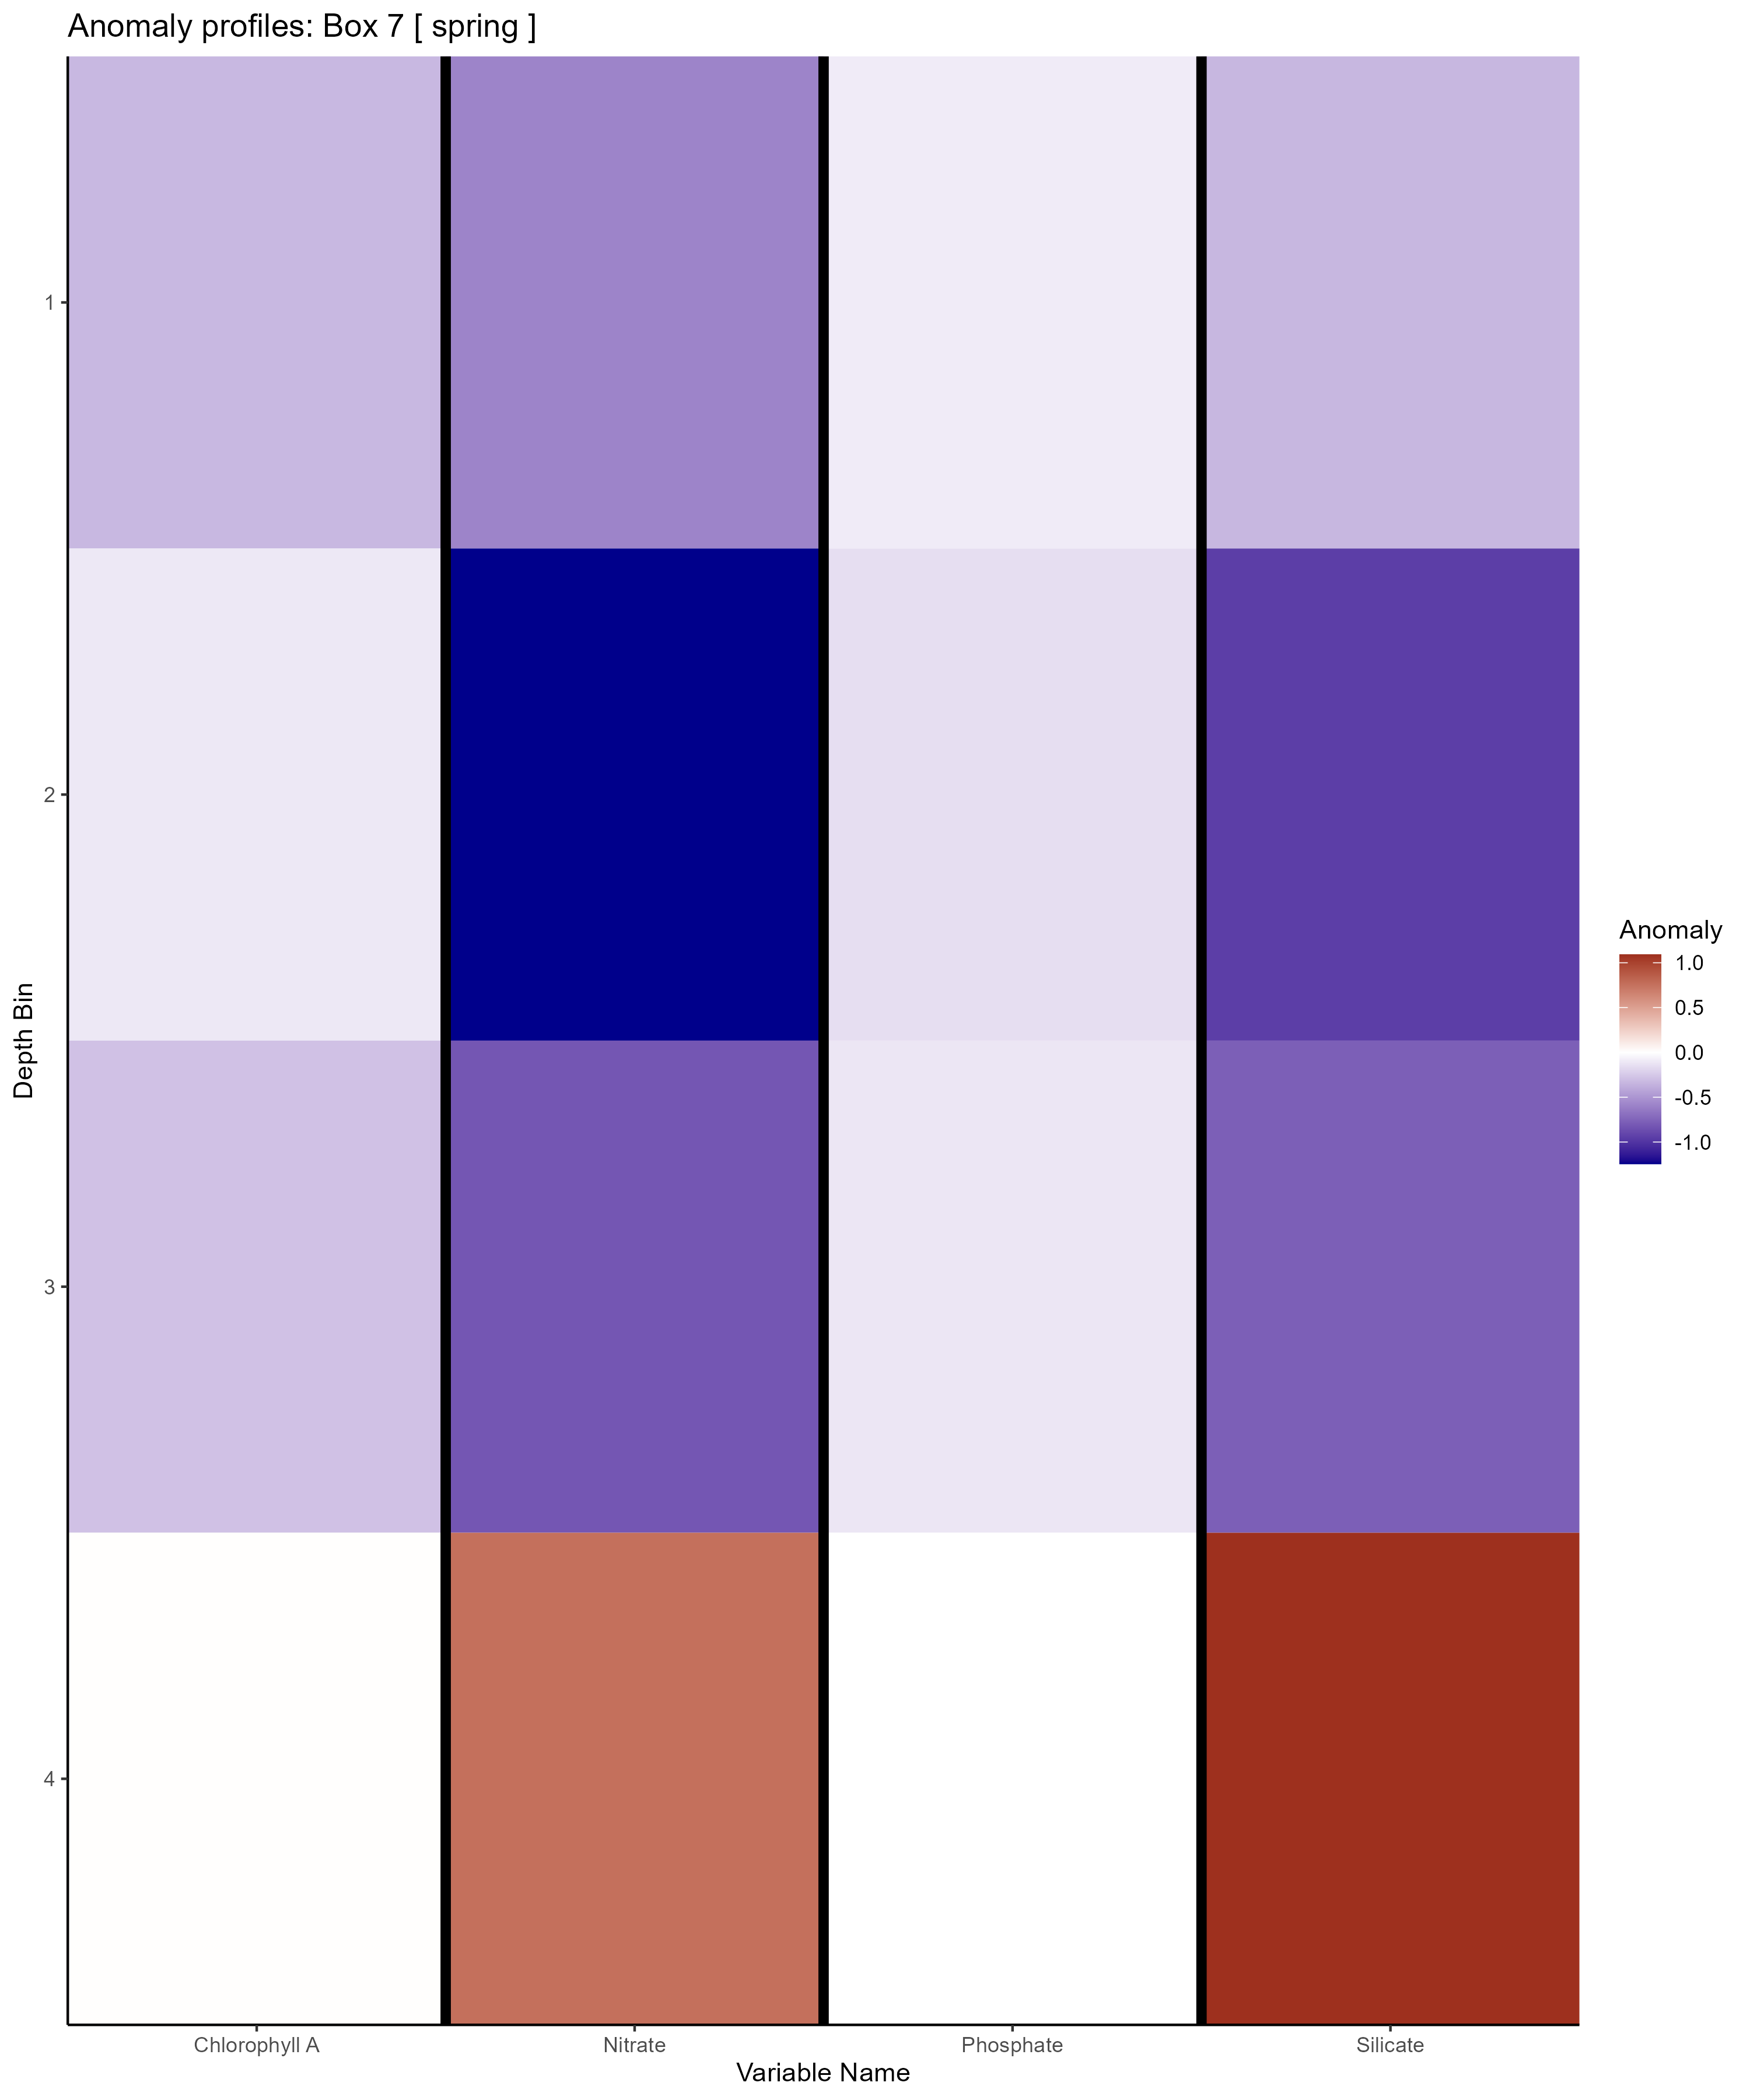 Anomaly profiles: Box 7 [ spring ]
1
2
3
4
Depth Bin
Chlorophyll A
Nitrate
Phosphate
Silicate
Variable Name
Anomaly
1.0
0.5
0.0
-0.5
-1.0